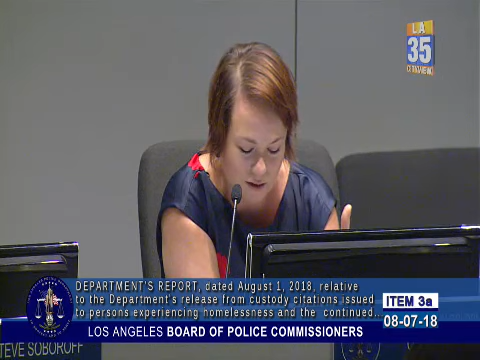 LA
35
CITYVIEW
DEPARTMENT'S REPORT, dated August 1, 2018, relative
to the Department's release from custody citations issued
to persons experiencing homelessness and the continued...
ITEM 3a
08-07-18
LOS ANGELES BOARD OF POLICE COMMISSIONERS
STEVE SOBOROFF